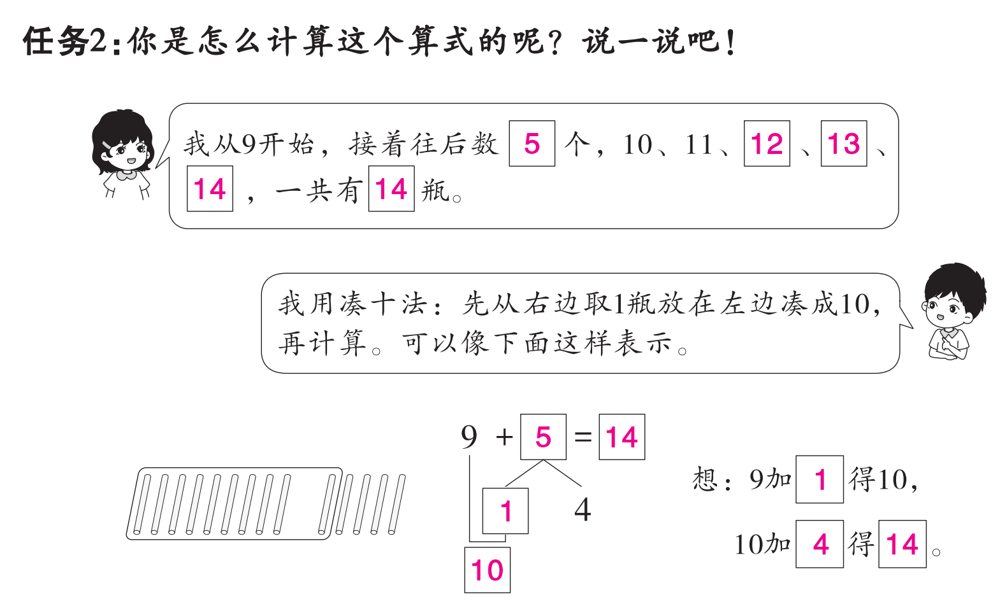 任务2：你是怎么计算这个算式的呢？说一说吧！
我从9开始，接着往后数 5 个，10、11、12、13、
14，一共有 14 瓶。
我用凑十法：先从右边取1瓶放在左边凑成10，
再计算。可以像下面这样表示。
9 + 5 = 14
1 4
10
想：9加 1 得10，
10加 4 得 14。